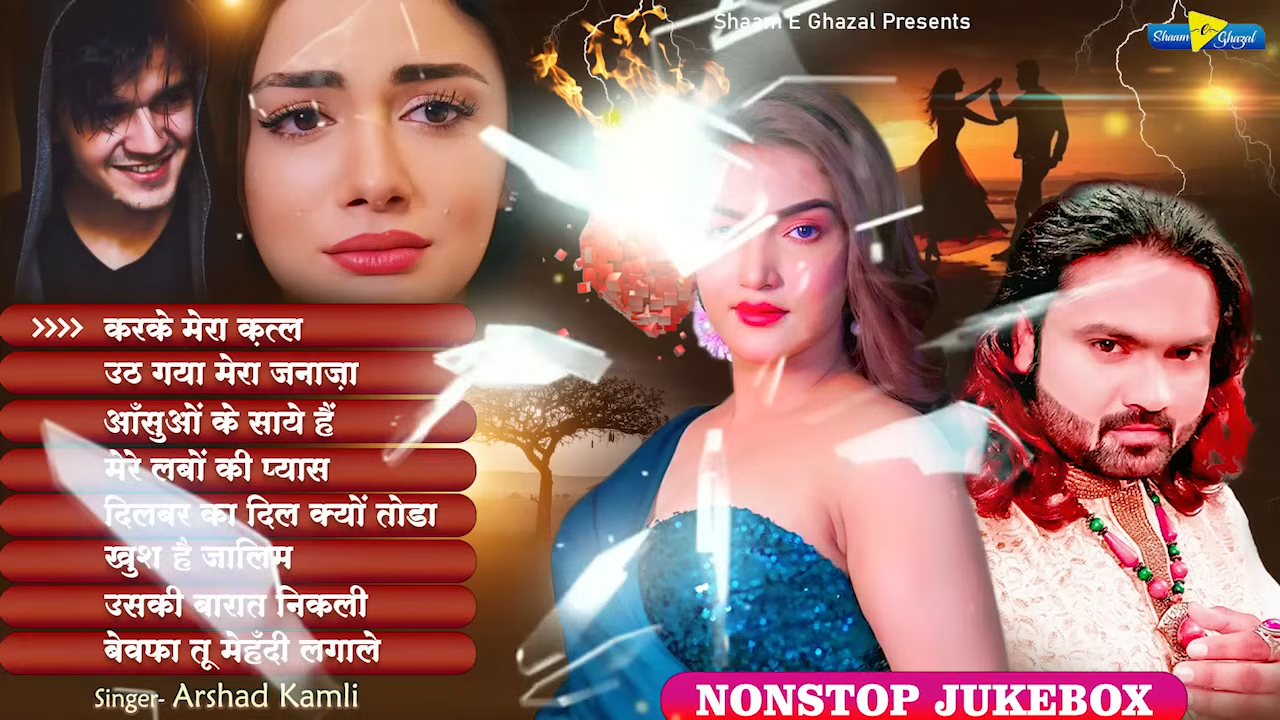 Shaam E Ghazal Presents
Shaam E Ghazal
>>>> करके मेरा क़त्ल
उठ गया मेरा जनाज़ा
आँसुओं के साये हैं
मेरे लबों की प्यास
दिलबर का दिल क्यों तोडा
खुश है जालिम
उसकी बारात निकली
बेवफा तू मेहँदी लगाले
Singer- Arshad Kamli
NONSTOP JUKEBOX